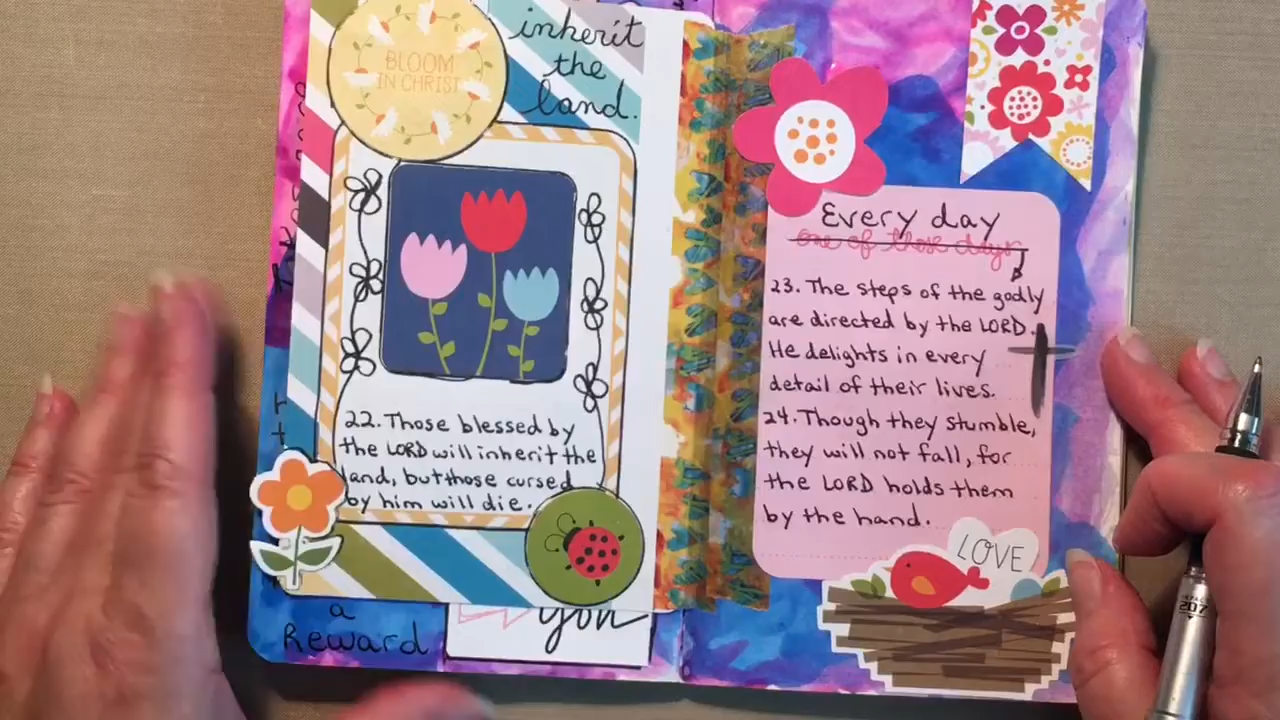 BLOOM
IN CHRIST
inherit
the
land.
22. Those blessed by
the LORD will inherit the
land, but those cursed
by him will die.
a
Reward
you
Every day
one of those days
23. The steps of the godly
are directed by the LORD.
He delights in every
detail of their lives.
24. Though they stumble,
they will not fall, for
the LORD holds them
by the hand.
LOVE
207